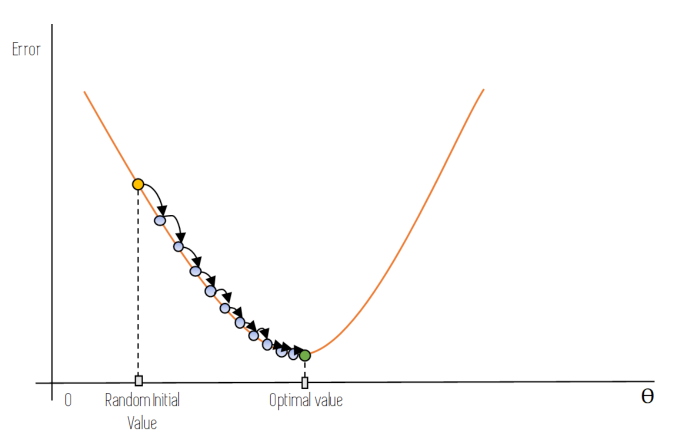 Error
0
Random Initial
Value
Optimal value
θ